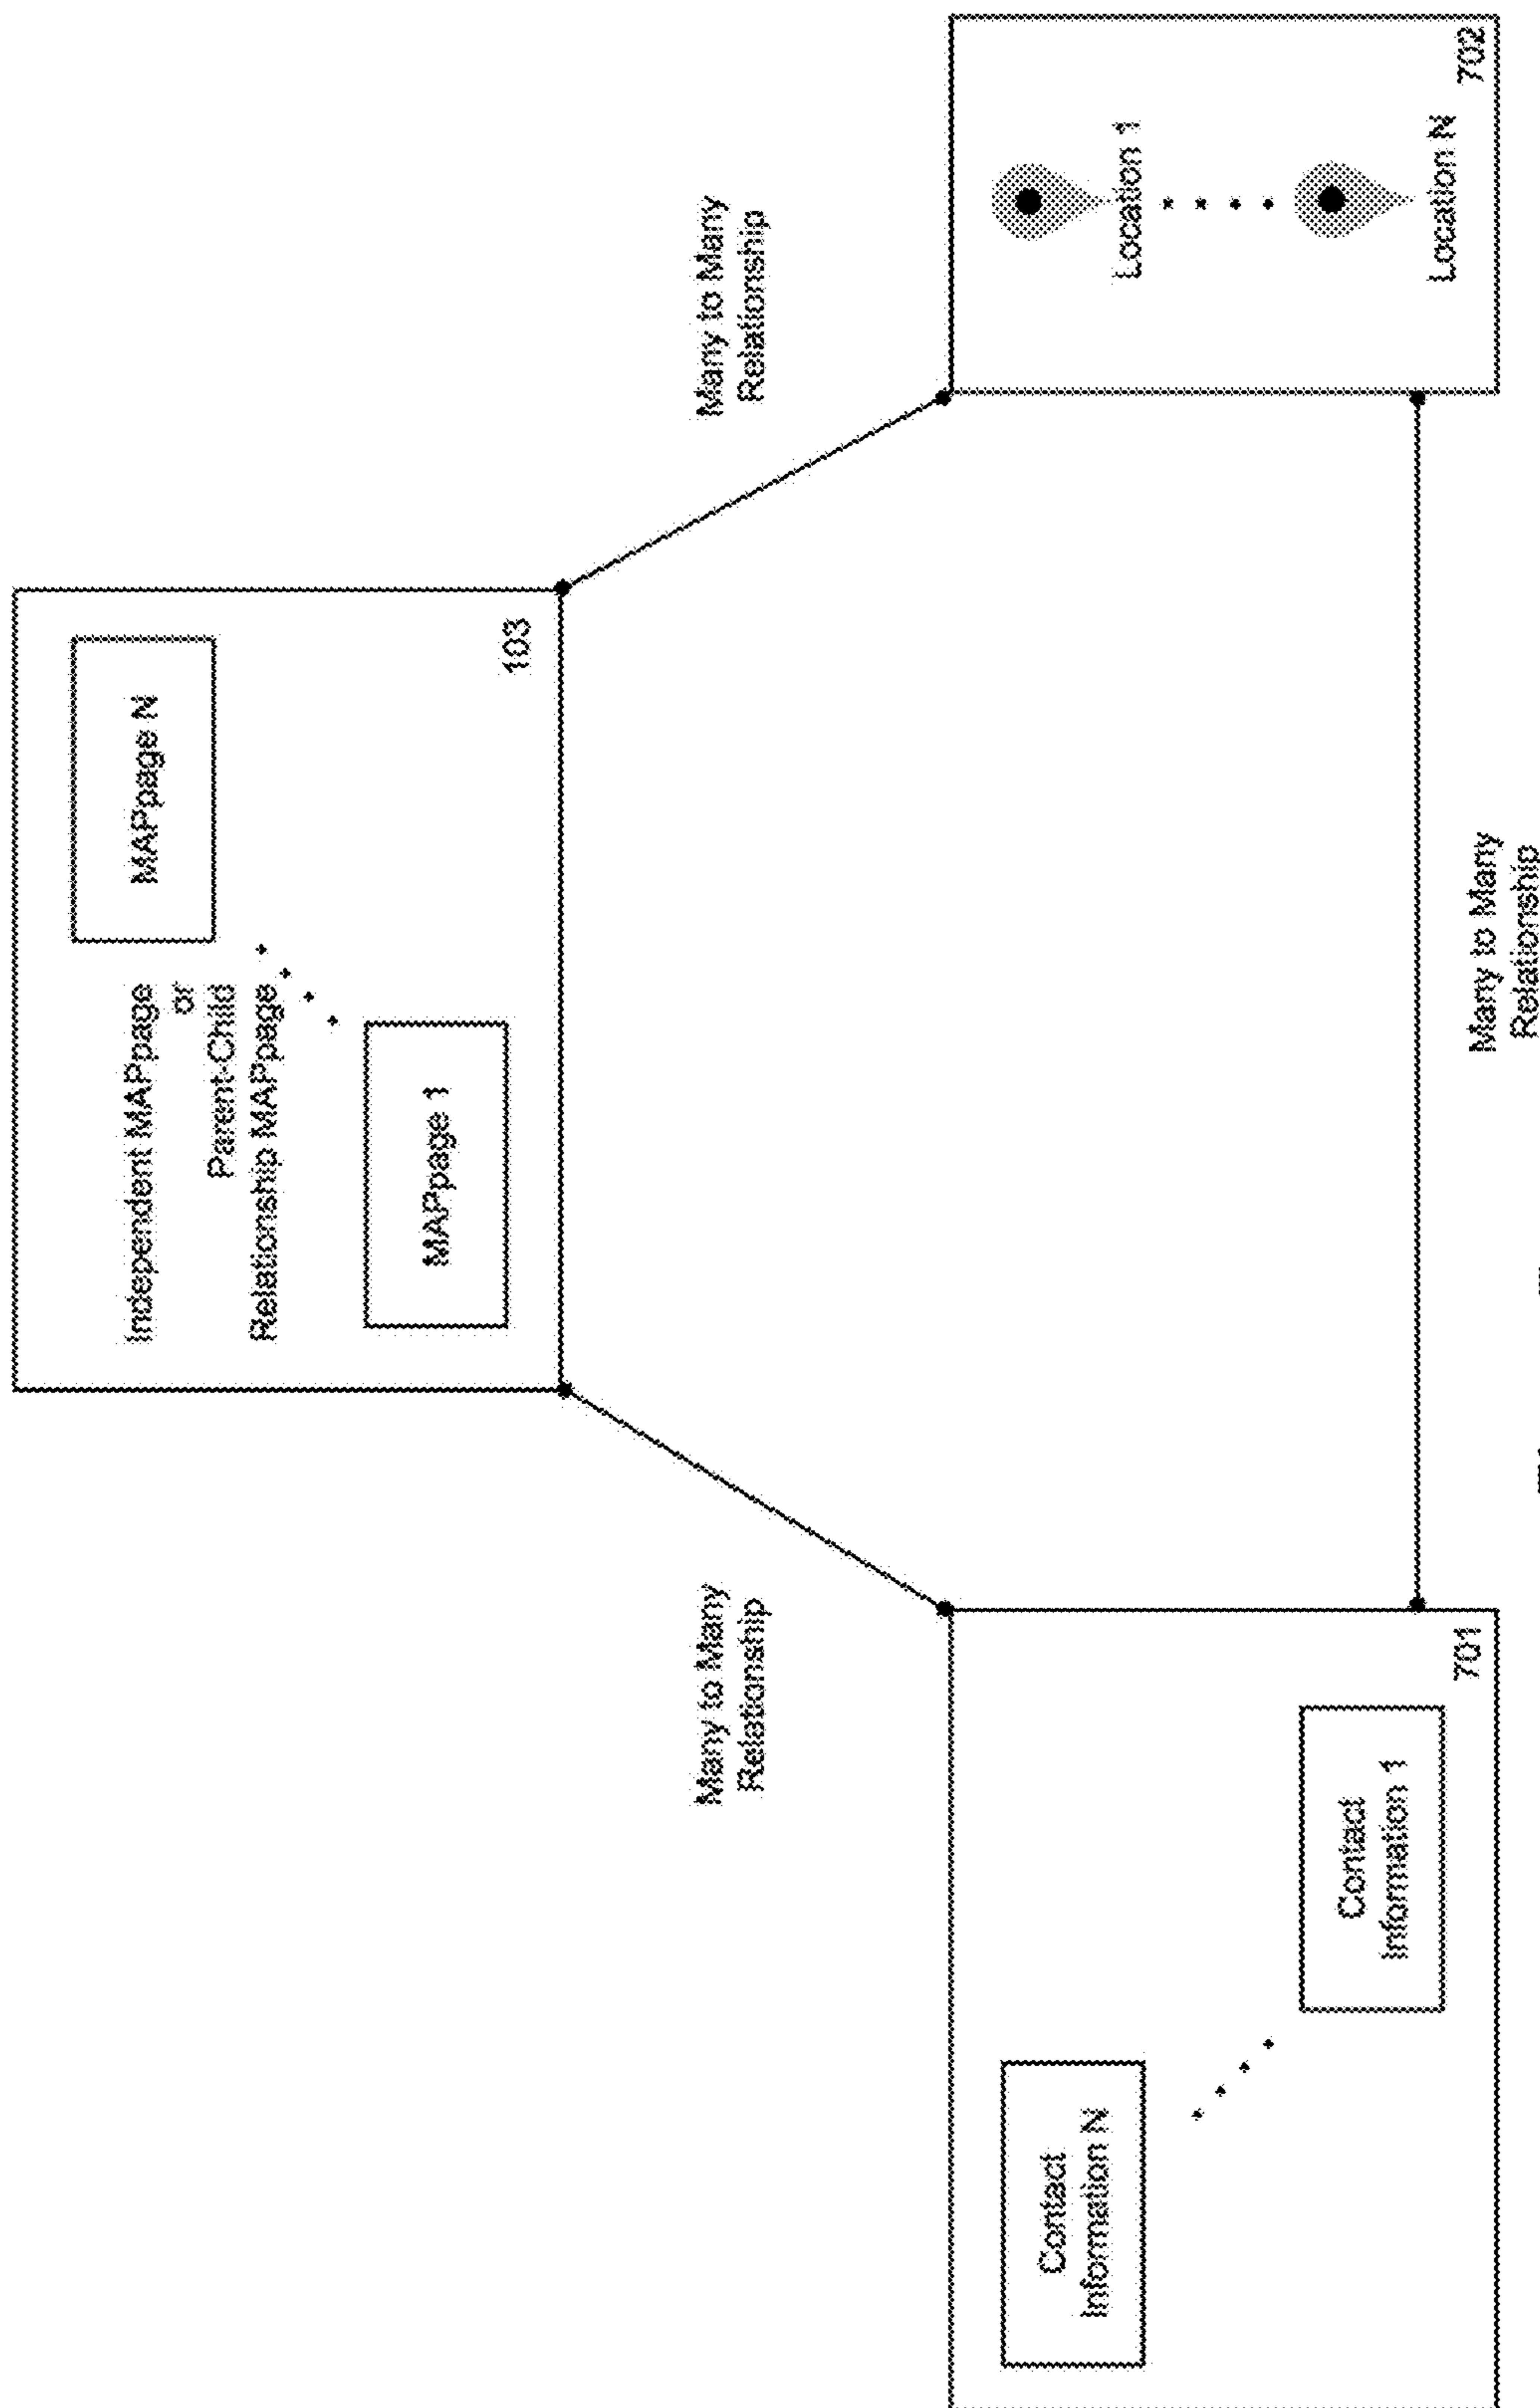 Independent MAPpage
or
Parent-Child
Relationship MAPpage
MAPpage N
MAPpage 1
103
Many to Many
Relationship
Many to Many
Relationship
Contact
Information N
Contact
Information 1
701
Location 1
Location N
702
Many to Many
Relationship